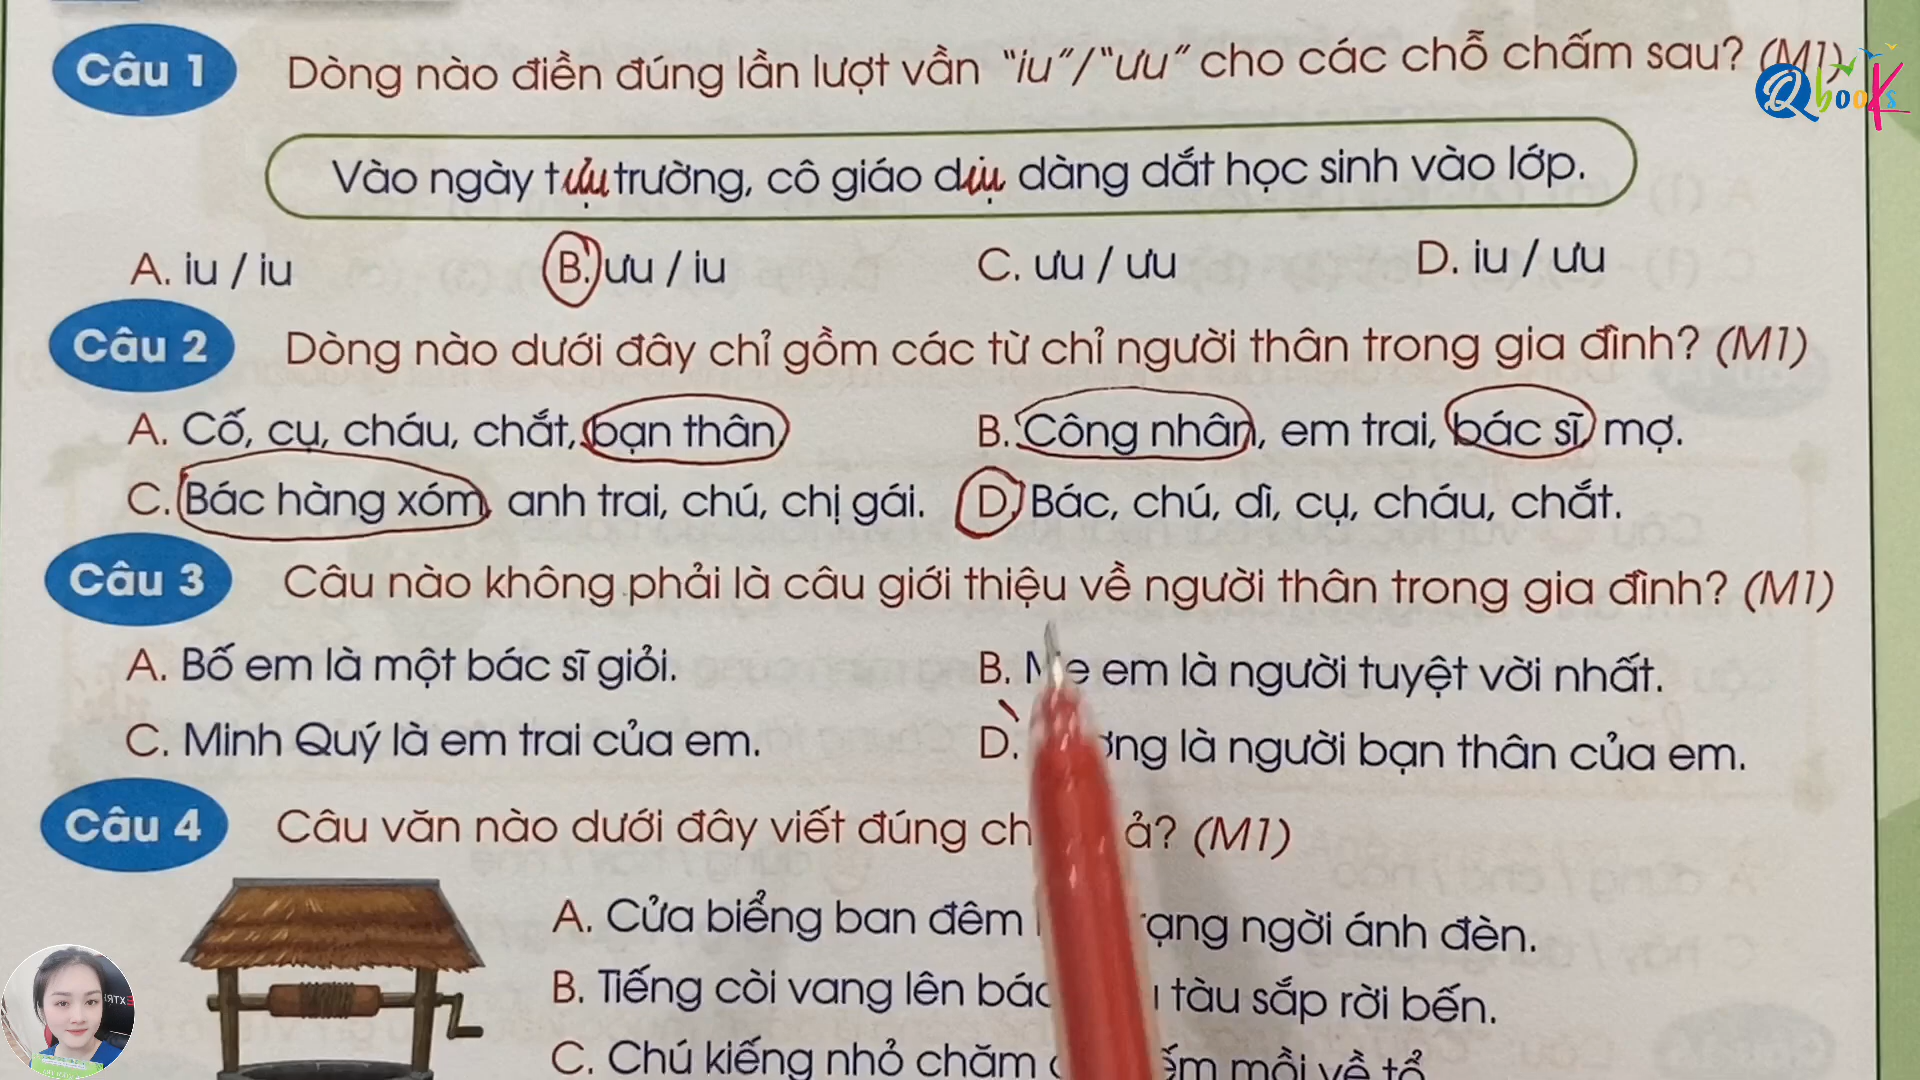 Câu 1 Dòng nào điền đúng lần lượt vần "iu"/"ưu" cho các chỗ chấm sau? (M1)
Qbooks
Vào ngày tựu trường, cô giáo dịu dàng dắt học sinh vào lớp.
A. iu / iu B. ưu / iu C. ưu / ưu D. iu / ưu
Câu 2 Dòng nào dưới đây chỉ gồm các từ chỉ người thân trong gia đình? (M1)
A. Cố, cụ, cháu, chắt, bạn thân B. Công nhân, em trai, bác sĩ, mợ.
C. Bác hàng xóm, anh trai, chú, chị gái. D. Bác, chú, dì, cụ, cháu, chắt.
Câu 3 Câu nào không phải là câu giới thiệu về người thân trong gia đình? (M1)
A. Bố em là một bác sĩ giỏi. B. em là người tuyệt vời nhất.
C. Minh Quý là em trai của em. D. là người bạn thân của em.
Câu 4 Câu văn nào dưới đây viết đúng (M1)
A. Cửa biểng ban đêm ngời ánh đèn.
B. Tiếng còi vang lên tàu sắp rời bến.
C. Chú kiếng nhỏ chăm mồi về tổ